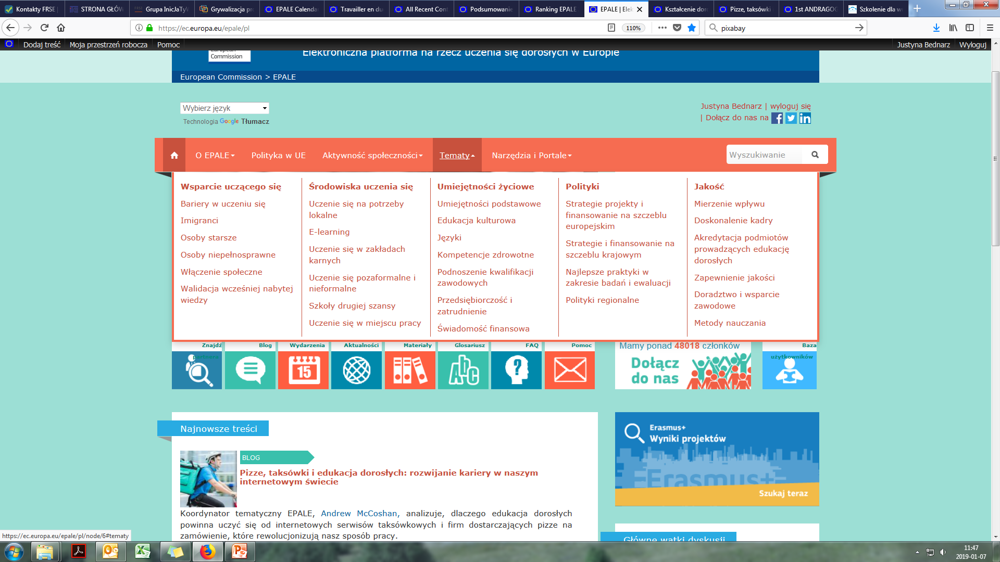 Kontakty FRSE |
STRONA GŁÓW
Grupa InicJaTyW
Grywalizacja pro
EPALE Calenda
Travailler en du
All Recent Cont
Podsumowanie
Ranking EPALE
EPALE | Elek
Kształcenie doro
Pizze, taksówki
1st ANDRAGOG
Szkolenie dla w
https://ec.europa.eu/epale/pl
110%
pixabay
Dodaj treść
Moja przestrzeń robocza
Pomoc
Justyna Bednarz
Wyloguj
European
Commission
Elektroniczna platforma na rzecz uczenia się dorosłych w Europie
European Commission > EPALE
Wybierz język
Technologia Google Tłumacz
Justyna Bednarz | wyloguj się
| Dołącz do nas na
O EPALE
Polityka w UE
Aktywność społeczności
Tematy
Narzędzia i Portale
Wyszukiwanie
Wsparcie uczącego się
Bariery w uczeniu się
Imigranci
Osoby starsze
Osoby niepełnosprawne
Włączenie społeczne
Walidacja wcześniej nabytej
wiedzy
Środowiska uczenia się
Uczenie się na potrzeby
lokalne
E-learning
Uczenie się w zakładach
karnych
Uczenie się pozaformalne i
nieformalne
Szkoły drugiej szansy
Uczenie się w miejscu pracy
Umiejętności życiowe
Umiejętności podstawowe
Edukacja kulturowa
Języki
Kompetencje zdrowotne
Podnoszenie kwalifikacji
zawodowych
Przedsiębiorczość i
zatrudnienie
Świadomość finansowa
Polityki
Strategie projekty i
finansowanie na szczeblu
europejskim
Strategie i finansowanie na
szczeblu krajowym
Najlepsze praktyki w
zakresie badań i ewaluacji
Polityki regionalne
Jakość
Mierzenie wpływu
Doskonalenie kadry
Akredytacja podmiotów
prowadzących edukację
dorosłych
Zapewnienie jakości
Doradztwo i wsparcie
zawodowe
Metody nauczania
Znajdź
partnera
Blog
Wydarzenia
15
Aktualności
Materiały
Glosariusz
Abc
FAQ
?
Pomoc
Mamy ponad 48018 członków
Dołącz
do nas
Baza
użytkowników
Najnowsze treści
BLOG
Pizze, taksówki i edukacja dorosłych: rozwijanie kariery w naszym
internetowym świecie
Koordynator tematyczny EPALE, Andrew McCoshan, analizuje, dlaczego edukacja dorosłych
powinna uczyć się od internetowych serwisów taksówkowych i firm dostarczających pizze na
zamówienie, które rewolucjonizują nasz sposób pracy.
Erasmus+
Wyniki projektów
Erasmus+
Szukaj teraz
Główne wątki dyskusji
https://ec.europa.eu/epale/pl/node/6#tematy
11:47
2019-01-07